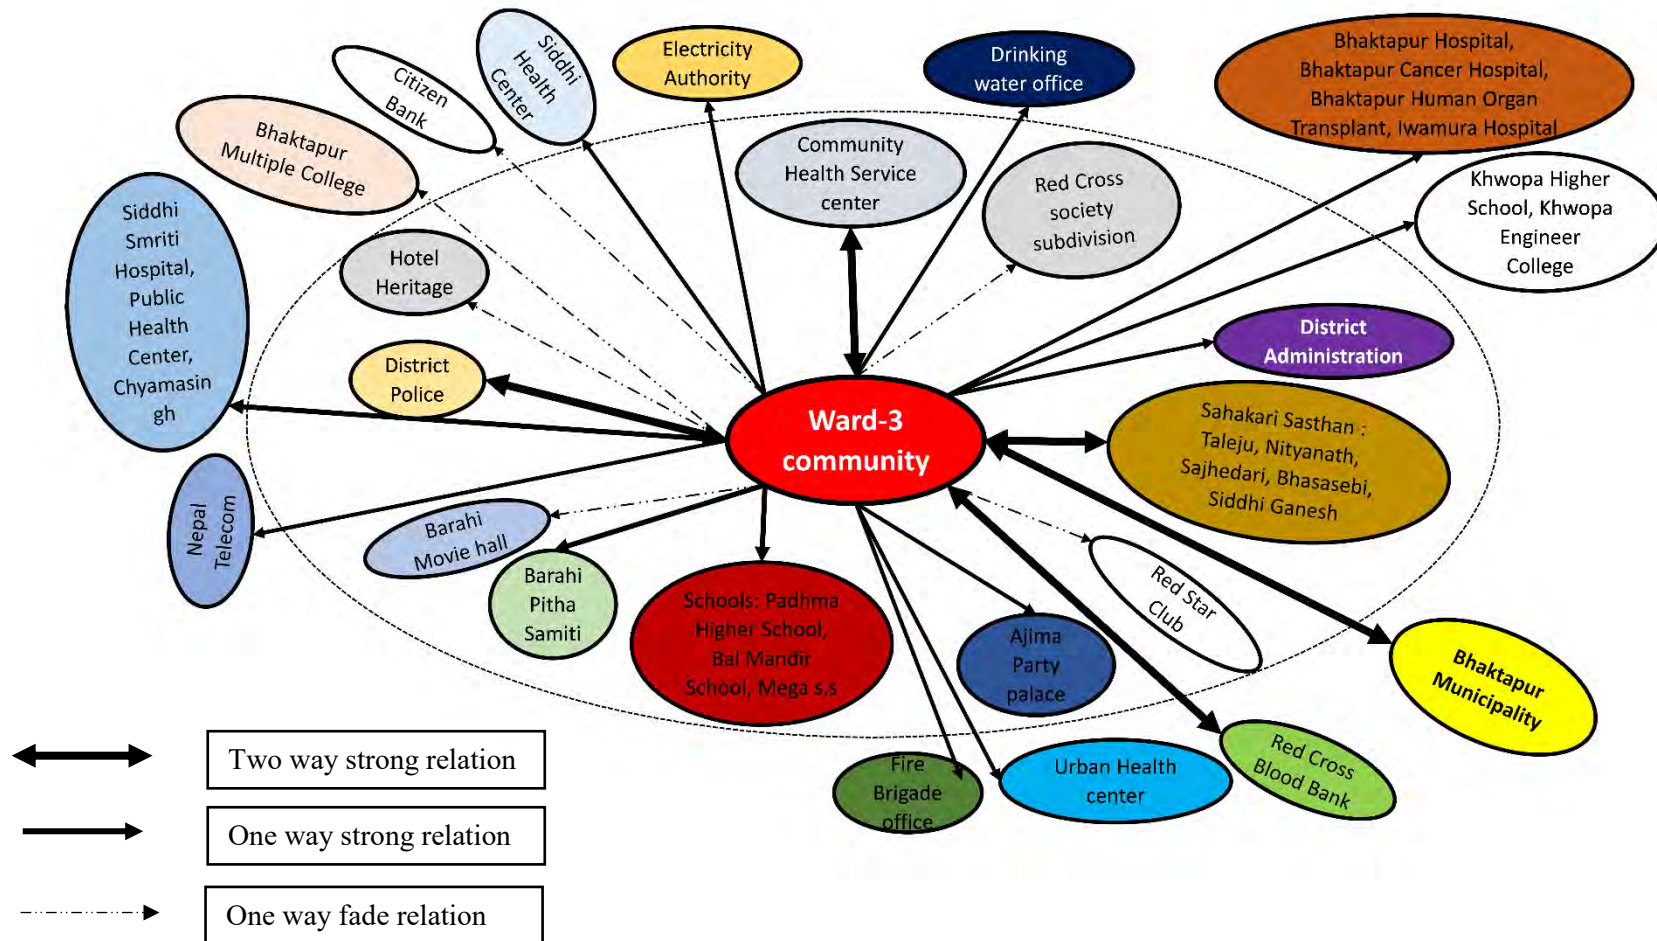 Siddhi
Health
Center
Citizen
Bank
Bhaktapur
Multiple College
Electricity
Authority
Drinking
water office
Bhaktapur Hospital,
Bhaktapur Cancer Hospital,
Bhaktapur Human Organ
Transplant, Iwamura Hospital
Community
Health Service
center
Red Cross
society
subdivision
Khwopa Higher
School, Khwopa
Engineer
College
Siddhi
Smriti
Hospital,
Public
Health
Center,
Chyamasin
gh
Hotel
Heritage
District
Police
District
Administration
Ward-3
community
Sahakari Sasthan :
Taleju, Nityanath,
Sajhedari, Bhasasebi,
Siddhi Ganesh
Nepal
Telecom
Barahi
Movie hall
Barahi
Pitha
Samiti
Schools: Padhma
Higher School,
Bal Mandir
School, Mega s.s
Ajima
Party
palace
Red Star
Club
Bhaktapur
Municipality
Fire
Brigade
office
Urban Health
center
Red Cross
Blood Bank
Two way strong relation
One way strong relation
One way fade relation